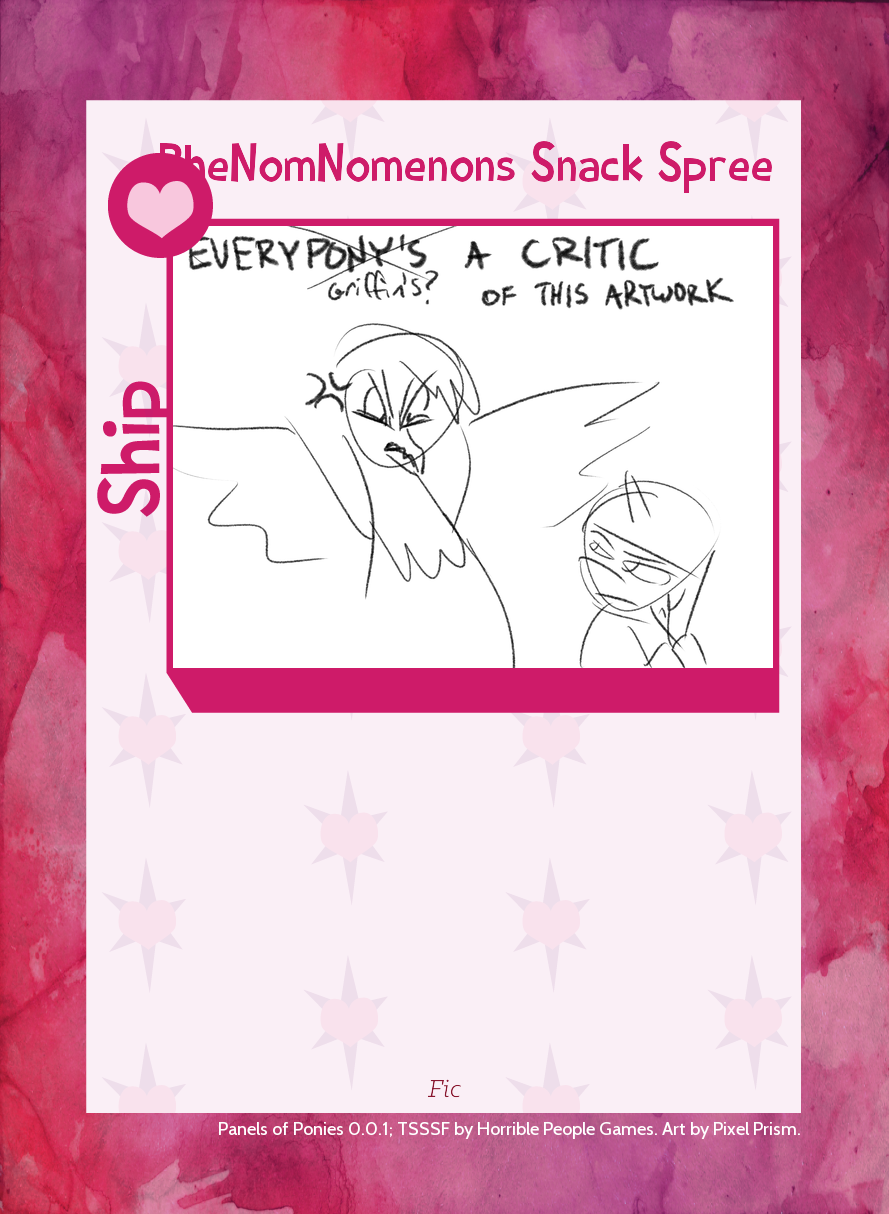 PheNomNomenons Snack Spree
EVERYPONY'S A CRITIC
Griffin's? OF THIS ARTWORK
Ship
Fic
Panels of Ponies 0.0.1; TSSSF by Horrible People Games. Art by Pixel Prism.